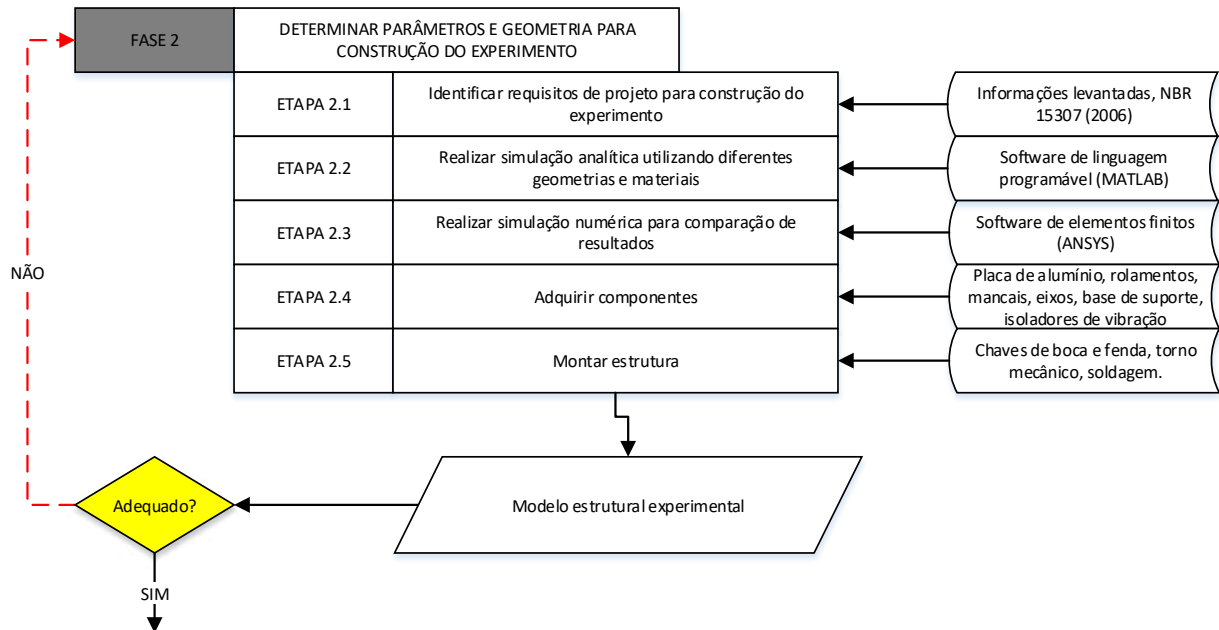 FASE 2
DETERMINAR PARÂMETROS E GEOMETRIA PARA
CONSTRUÇÃO DO EXPERIMENTO
ETAPA 2.1
Identificar requisitos de projeto para construção do
experimento
Informações levantadas, NBR
15307 (2006)
ETAPA 2.2
Realizar simulação analítica utilizando diferentes
geometrias e materiais
Software de linguagem
programável (MATLAB)
ETAPA 2.3
Realizar simulação numérica para comparação de
resultados
Software de elementos finitos
(ANSYS)
NÃO
ETAPA 2.4
Adquirir componentes
Placa de alumínio, rolamentos,
mancais, eixos, base de suporte,
isoladores de vibração
ETAPA 2.5
Montar estrutura
Chaves de boca e fenda, torno
mecânico, soldagem.
Adequado?
Modelo estrutural experimental
SIM